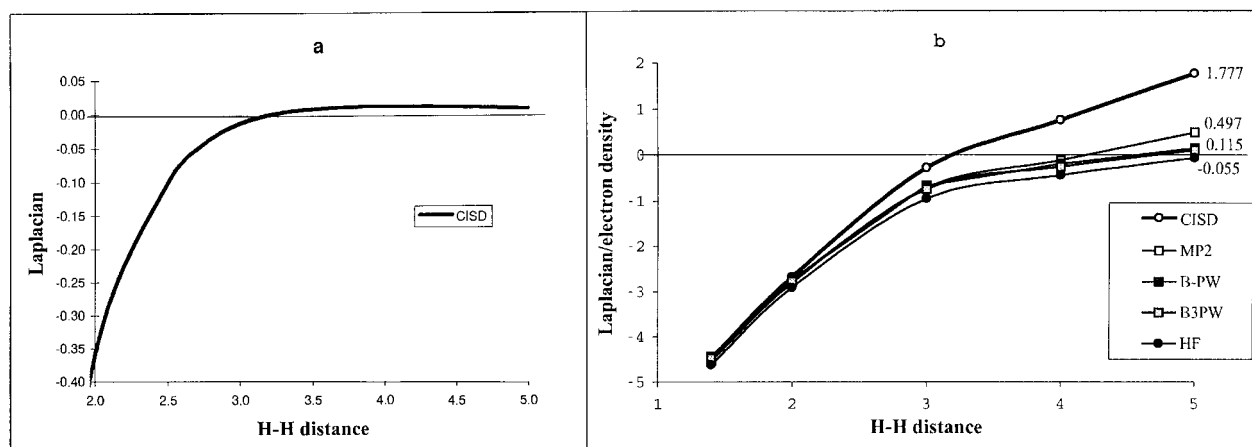 a
0.05
0.00
-0.05
-0.10
-0.15
-0.20
-0.25
-0.30
-0.35
-0.40
2.0 2.5 3.0 3.5 4.0 4.5 5.0
Laplacian
H-H distance
CISD
b
2
1
0
-1
-2
-3
-4
-5
1 2 3 4 5
Laplacian/electron density
H-H distance
1.777
0.497
0.115
-0.055
CISD
MP2
B-PW
B3PW
HF